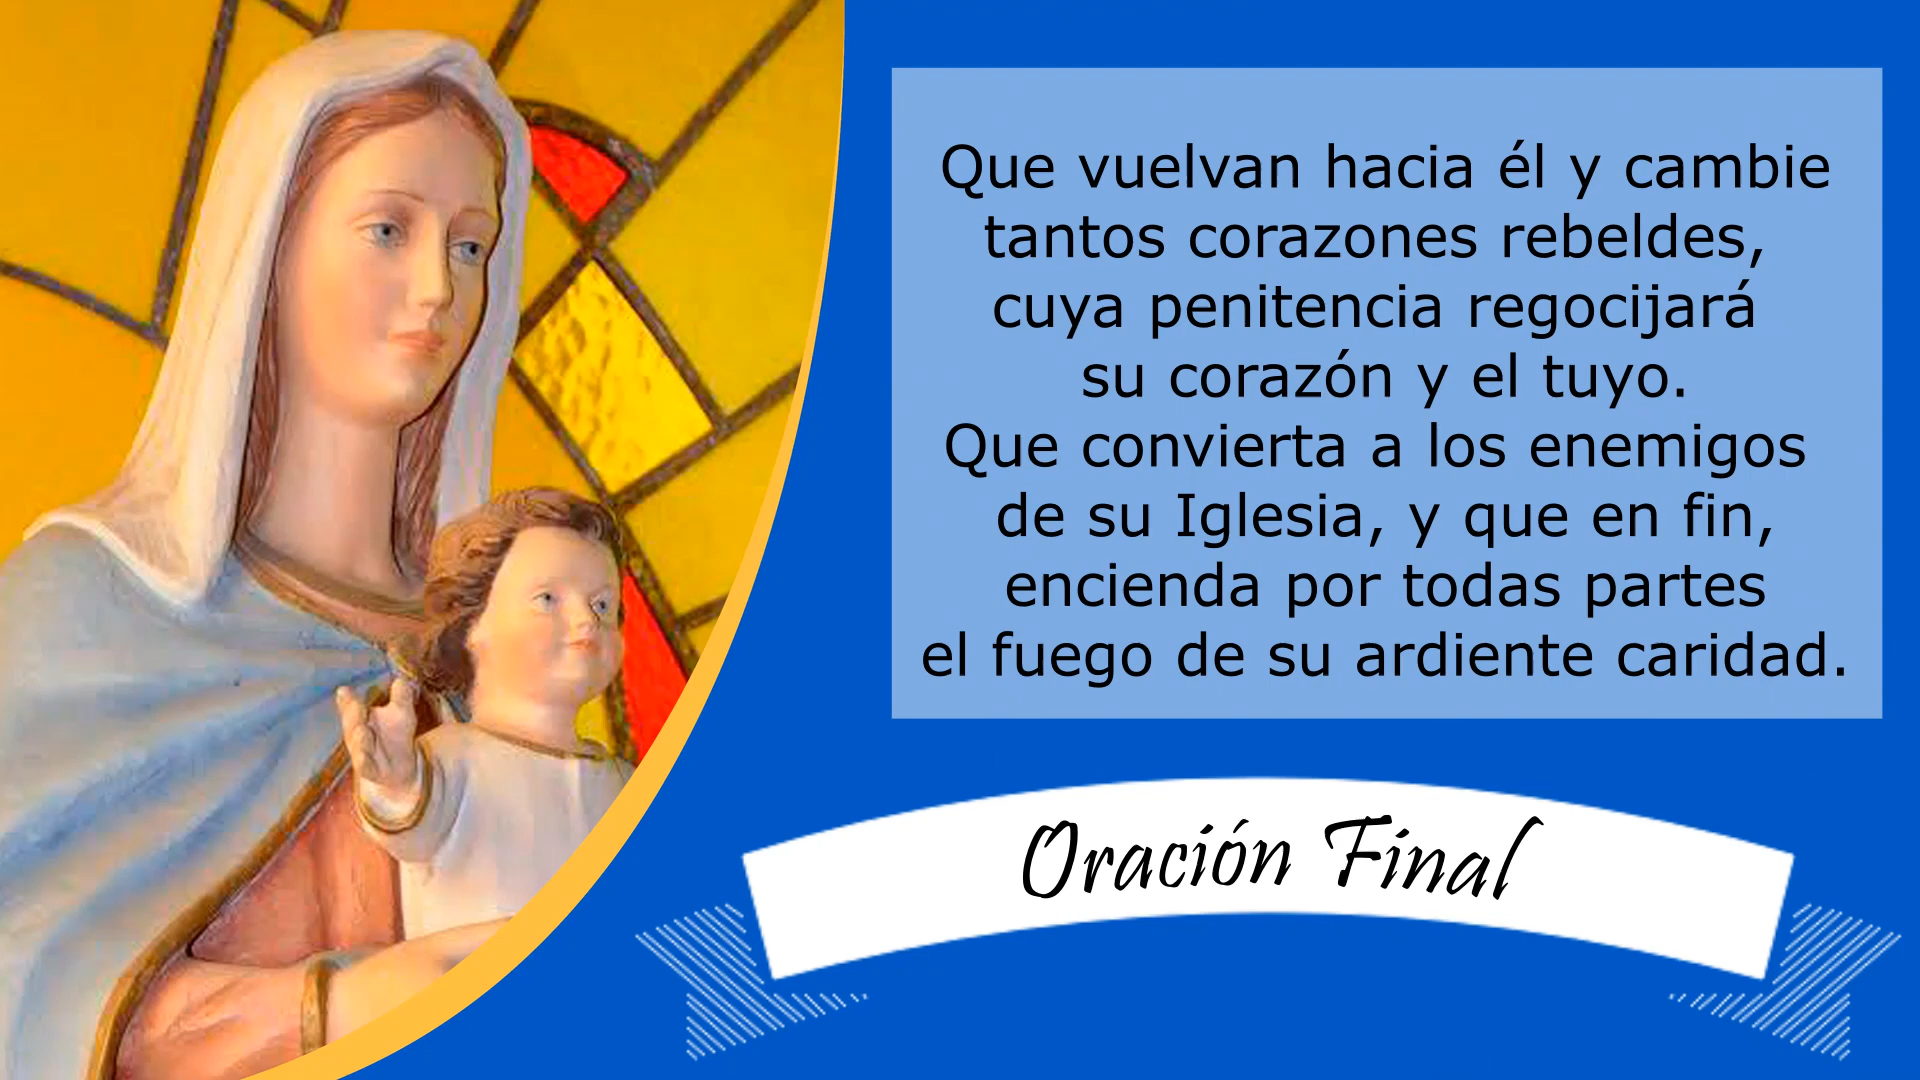 Que vuelvan hacia él y cambie
tantos corazones rebeldes,
cuya penitencia regocijará
su corazón y el tuyo.
Que convierta a los enemigos
de su Iglesia, y que en fin,
encienda por todas partes
el fuego de su ardiente caridad.
Oración Final